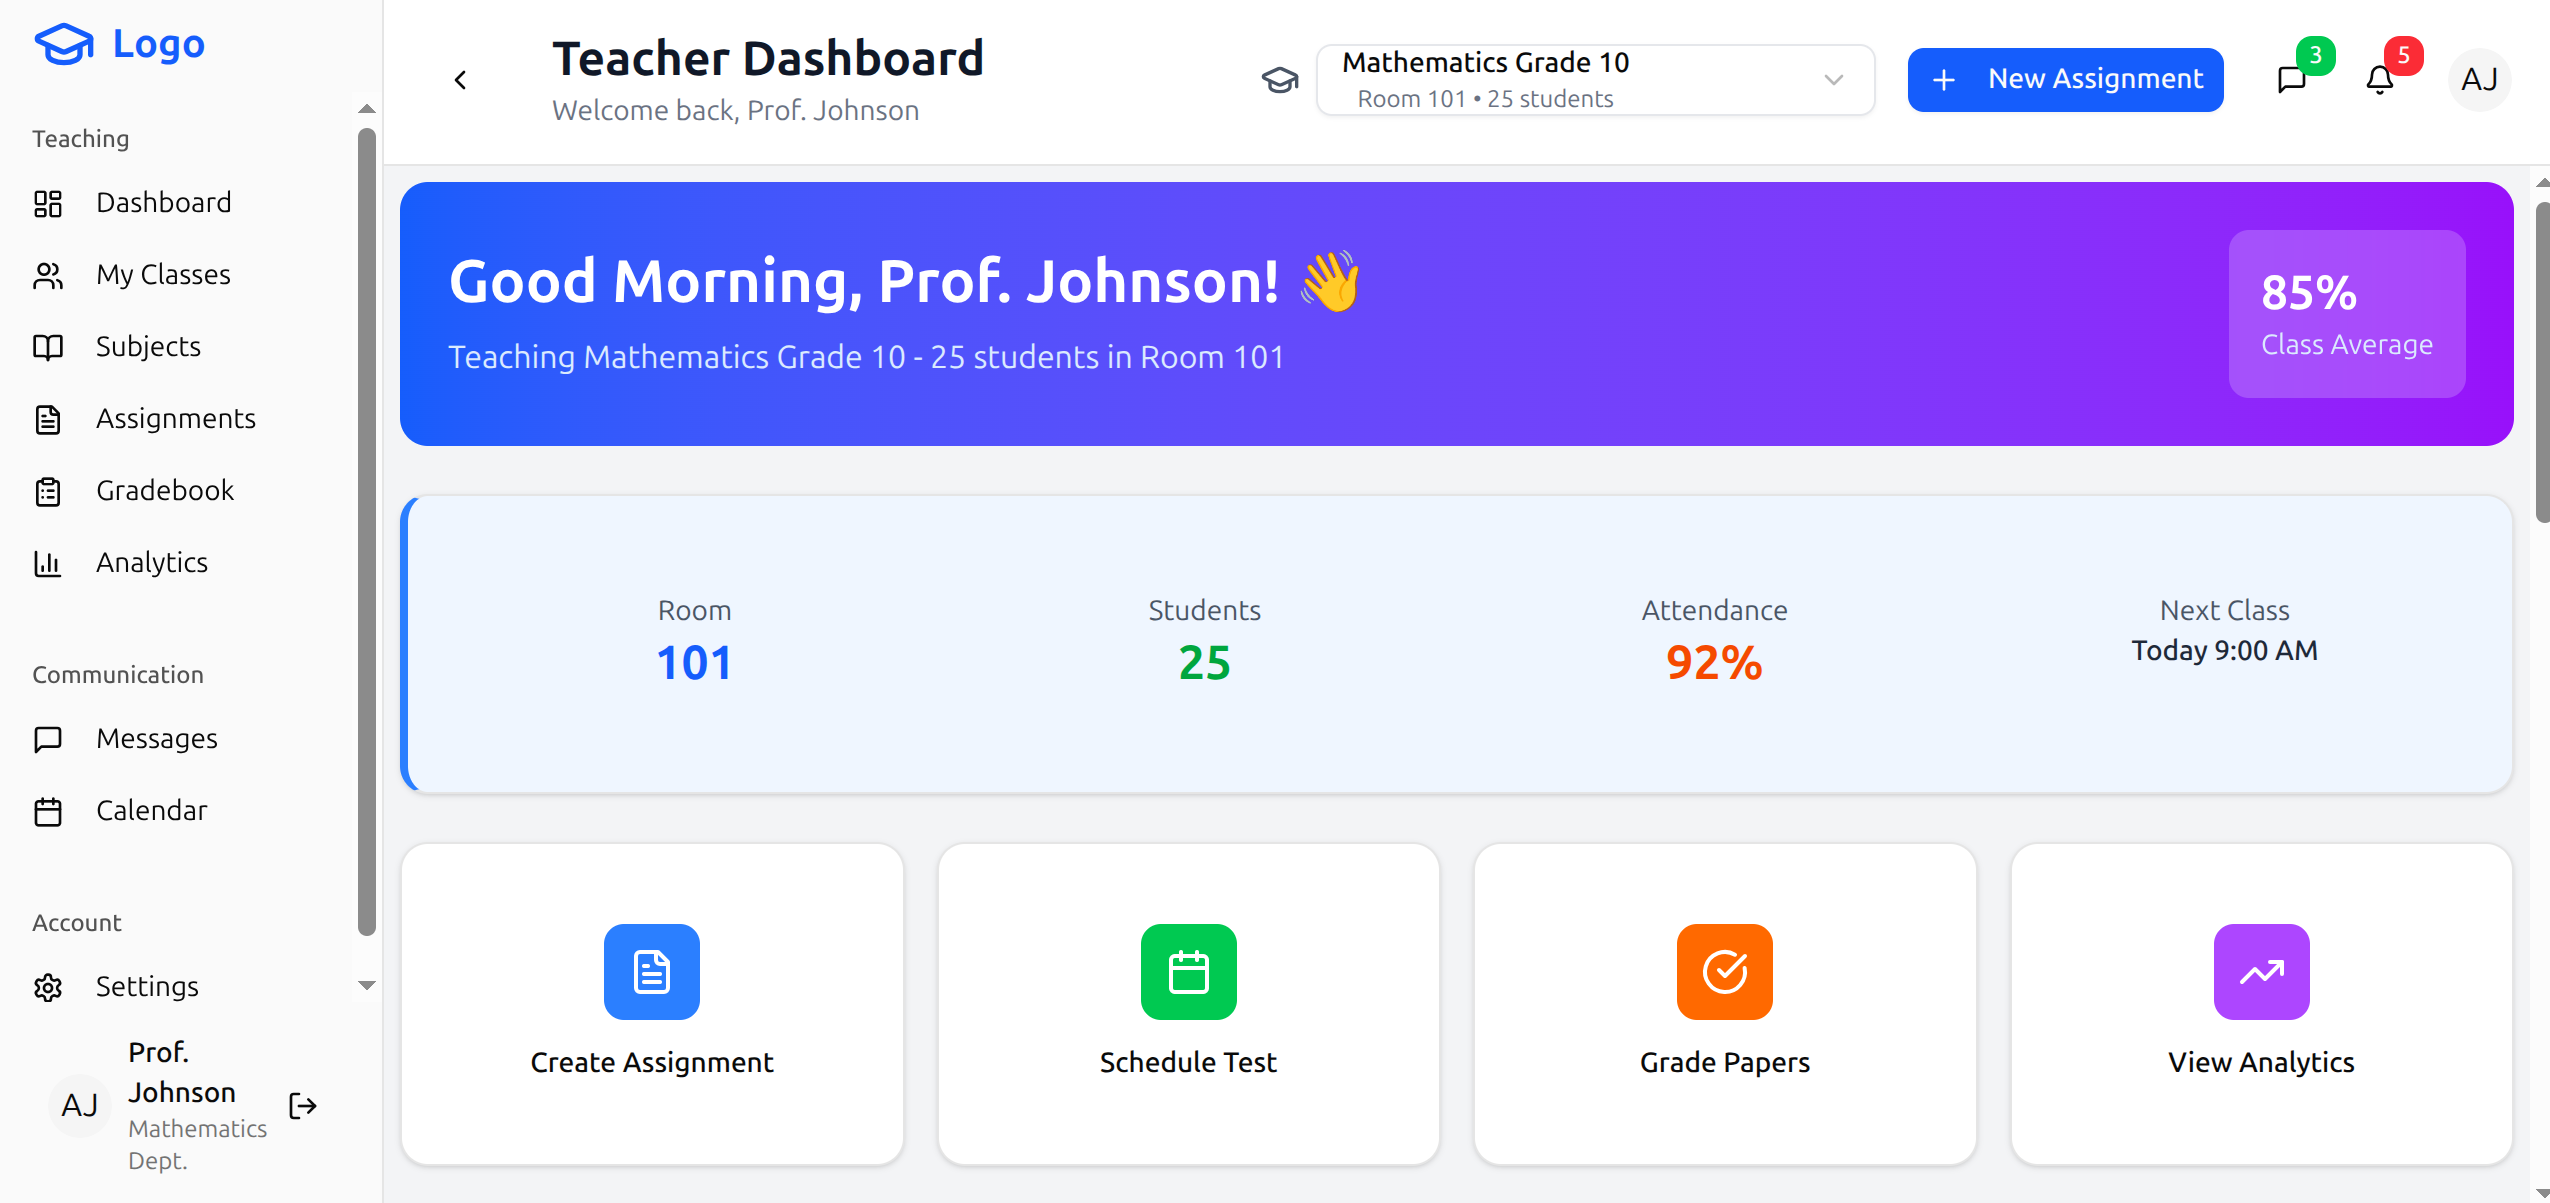 Logo
Teaching
Dashboard
My Classes
Subjects
Assignments
Gradebook
Analytics
Communication
Messages
Calendar
Account
Settings
AJ
Prof.
Johnson
Mathematics
Dept.
Teacher Dashboard
Welcome back, Prof. Johnson
Mathematics Grade 10
Room 101 • 25 students
New Assignment
3
5
AJ
Good Morning, Prof. Johnson! 👋
Teaching Mathematics Grade 10 - 25 students in Room 101
85%
Class Average
Room
101
Students
25
Attendance
92%
Next Class
Today 9:00 AM
Create Assignment
Schedule Test
Grade Papers
View Analytics